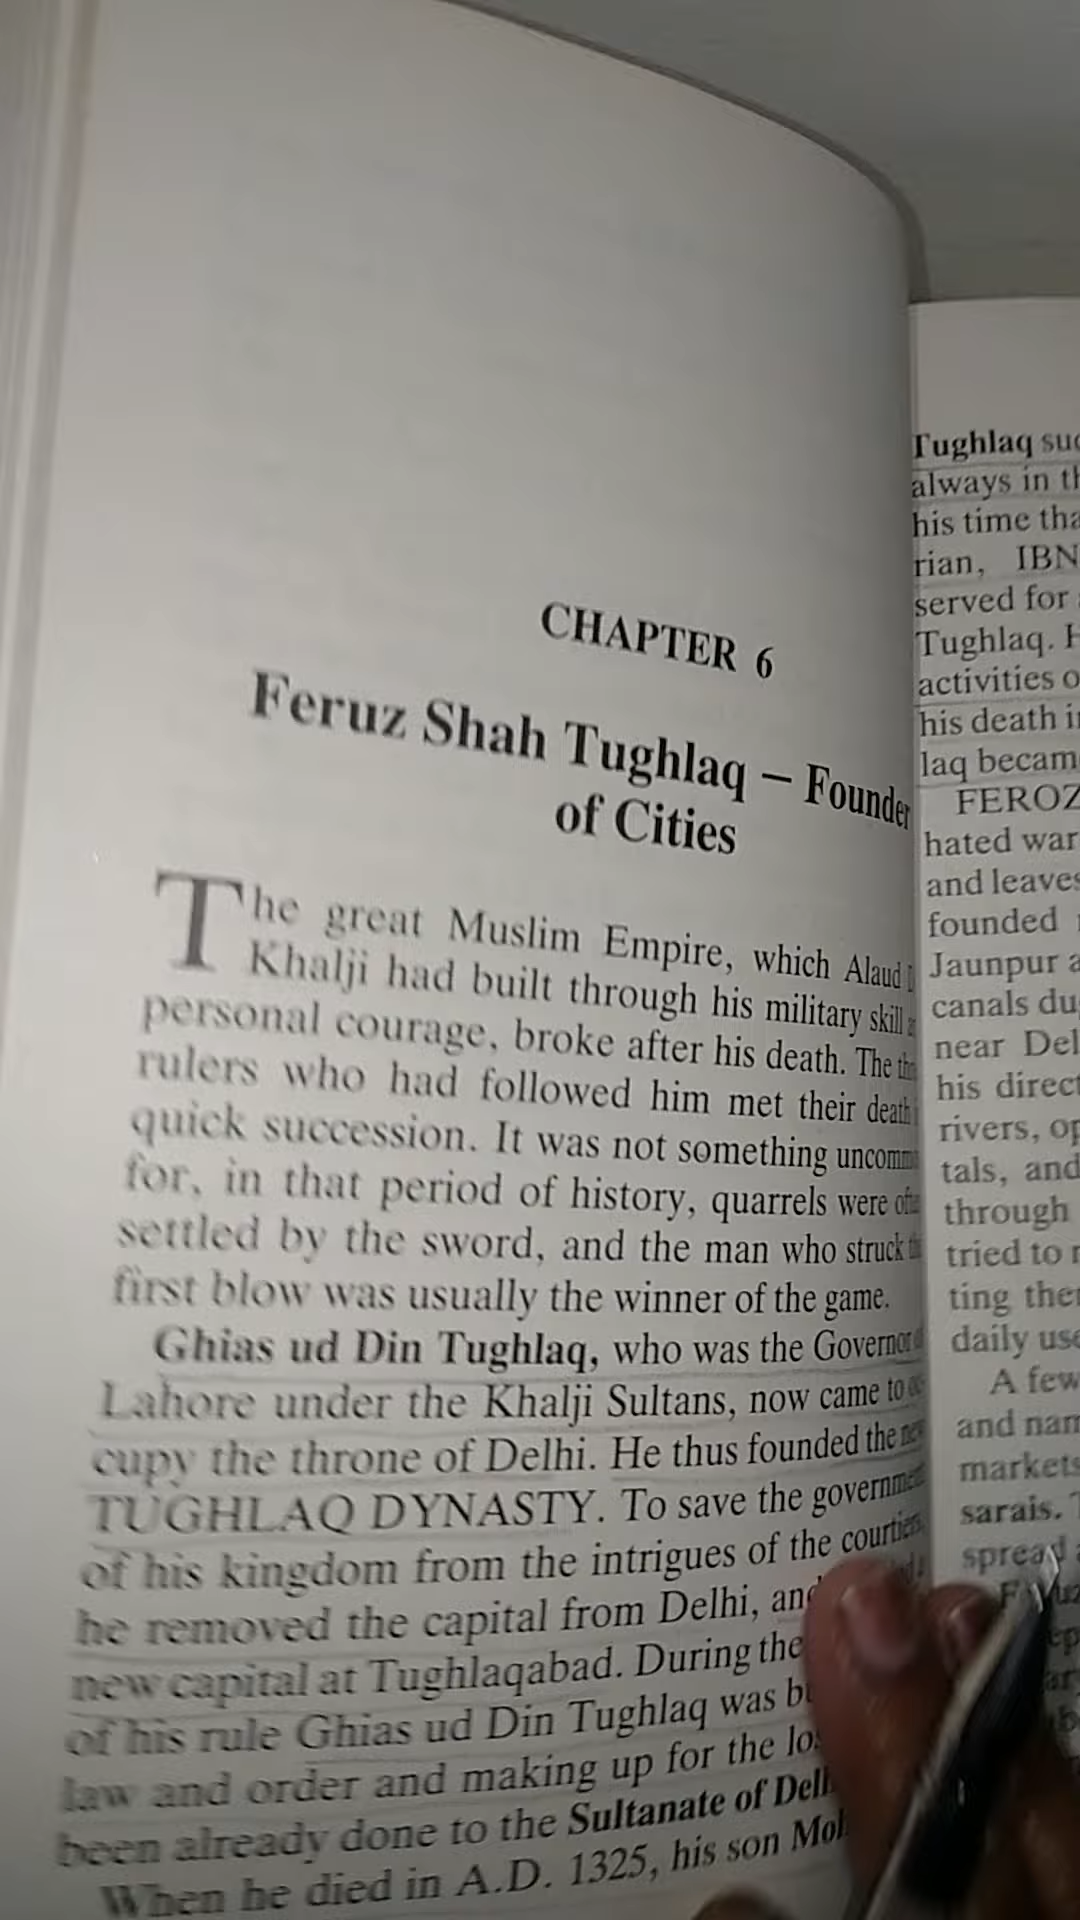 CHAPTER 6
Feruz Shah Tughlaq – Founder
of Cities
The great Muslim Empire, which Alaud
Khalji had built through his military skill
personal courage, broke after his death. The
rulers who had followed him met their death
quick succession. It was not something
for, in that period of history, quarrels were
settled by the sword, and the man who struck
first blow was usually the winner of the game.
Ghias ud Din Tughlaq, who was the Governor
Lahore under the Khalji Sultans, now came to
cupy the throne of Delhi. He thus founded the new
TUGHLAQ DYNASTY. To save the government
of his kingdom from the intrigues of the courtiers,
he removed the capital from Delhi,
new capital at Tughlaqabad. During the
of his rule Ghias ud Din Tughlaq was
law and order and making up for the
been already done to the Sultanate of
When he died in A.D. 1325, his son
Tughlaq
always in
his time
rian, IBN
served for
Tughlaq.
activities
his death
laq
FEROZ
hated war
and leaves
founded
Jaunpur
canals
near
his
rivers,
tals, and
through
tried to
ting
daily
A few
and
markets
sarais.
spread